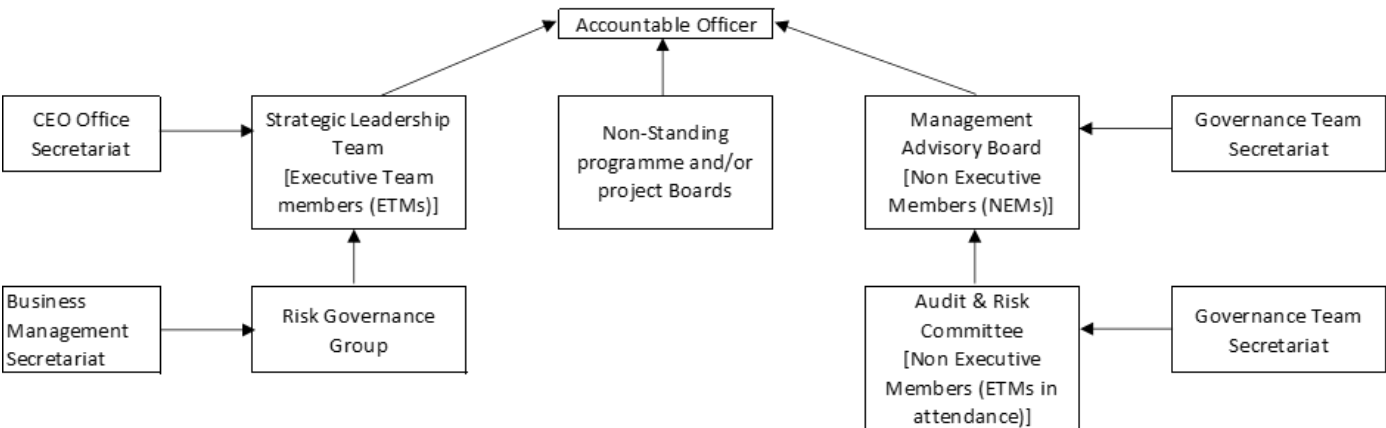 Accountable Officer
CEO Office
Secretariat
Strategic Leadership
Team
[Executive Team
members (ETMs)]
Non-Standing
programme and/or
project Boards
Management
Advisory Board
[Non Executive
Members (NEMs)]
Governance Team
Secretariat
Business
Management
Secretariat
Risk Governance
Group
Audit & Risk
Committee
[Non Executive
Members (ETMs in
attendance)]
Governance Team
Secretariat